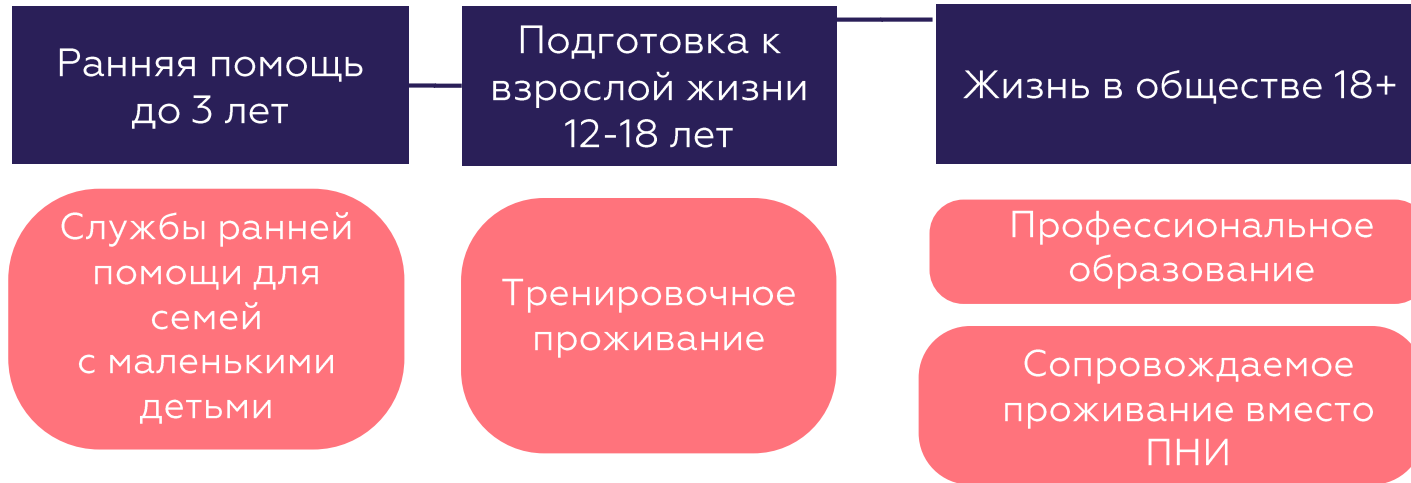 Ранняя помощь
до 3 лет
Подготовка к
взрослой жизни
12-18 лет
Жизнь в обществе 18+
Службы ранней
помощи для
семей
с маленькими
детьми
Тренировочное
проживание
Профессиональное
образование
Сопровождаемое
проживание вместо
ПНИ